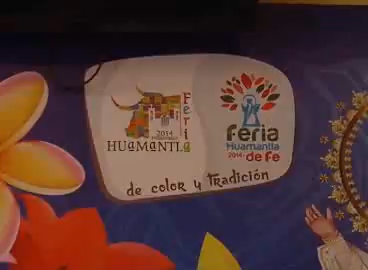 Feria
2014
HUaMaNTLa
feria
Huamantla
2014 de Fe
de color y Tradición